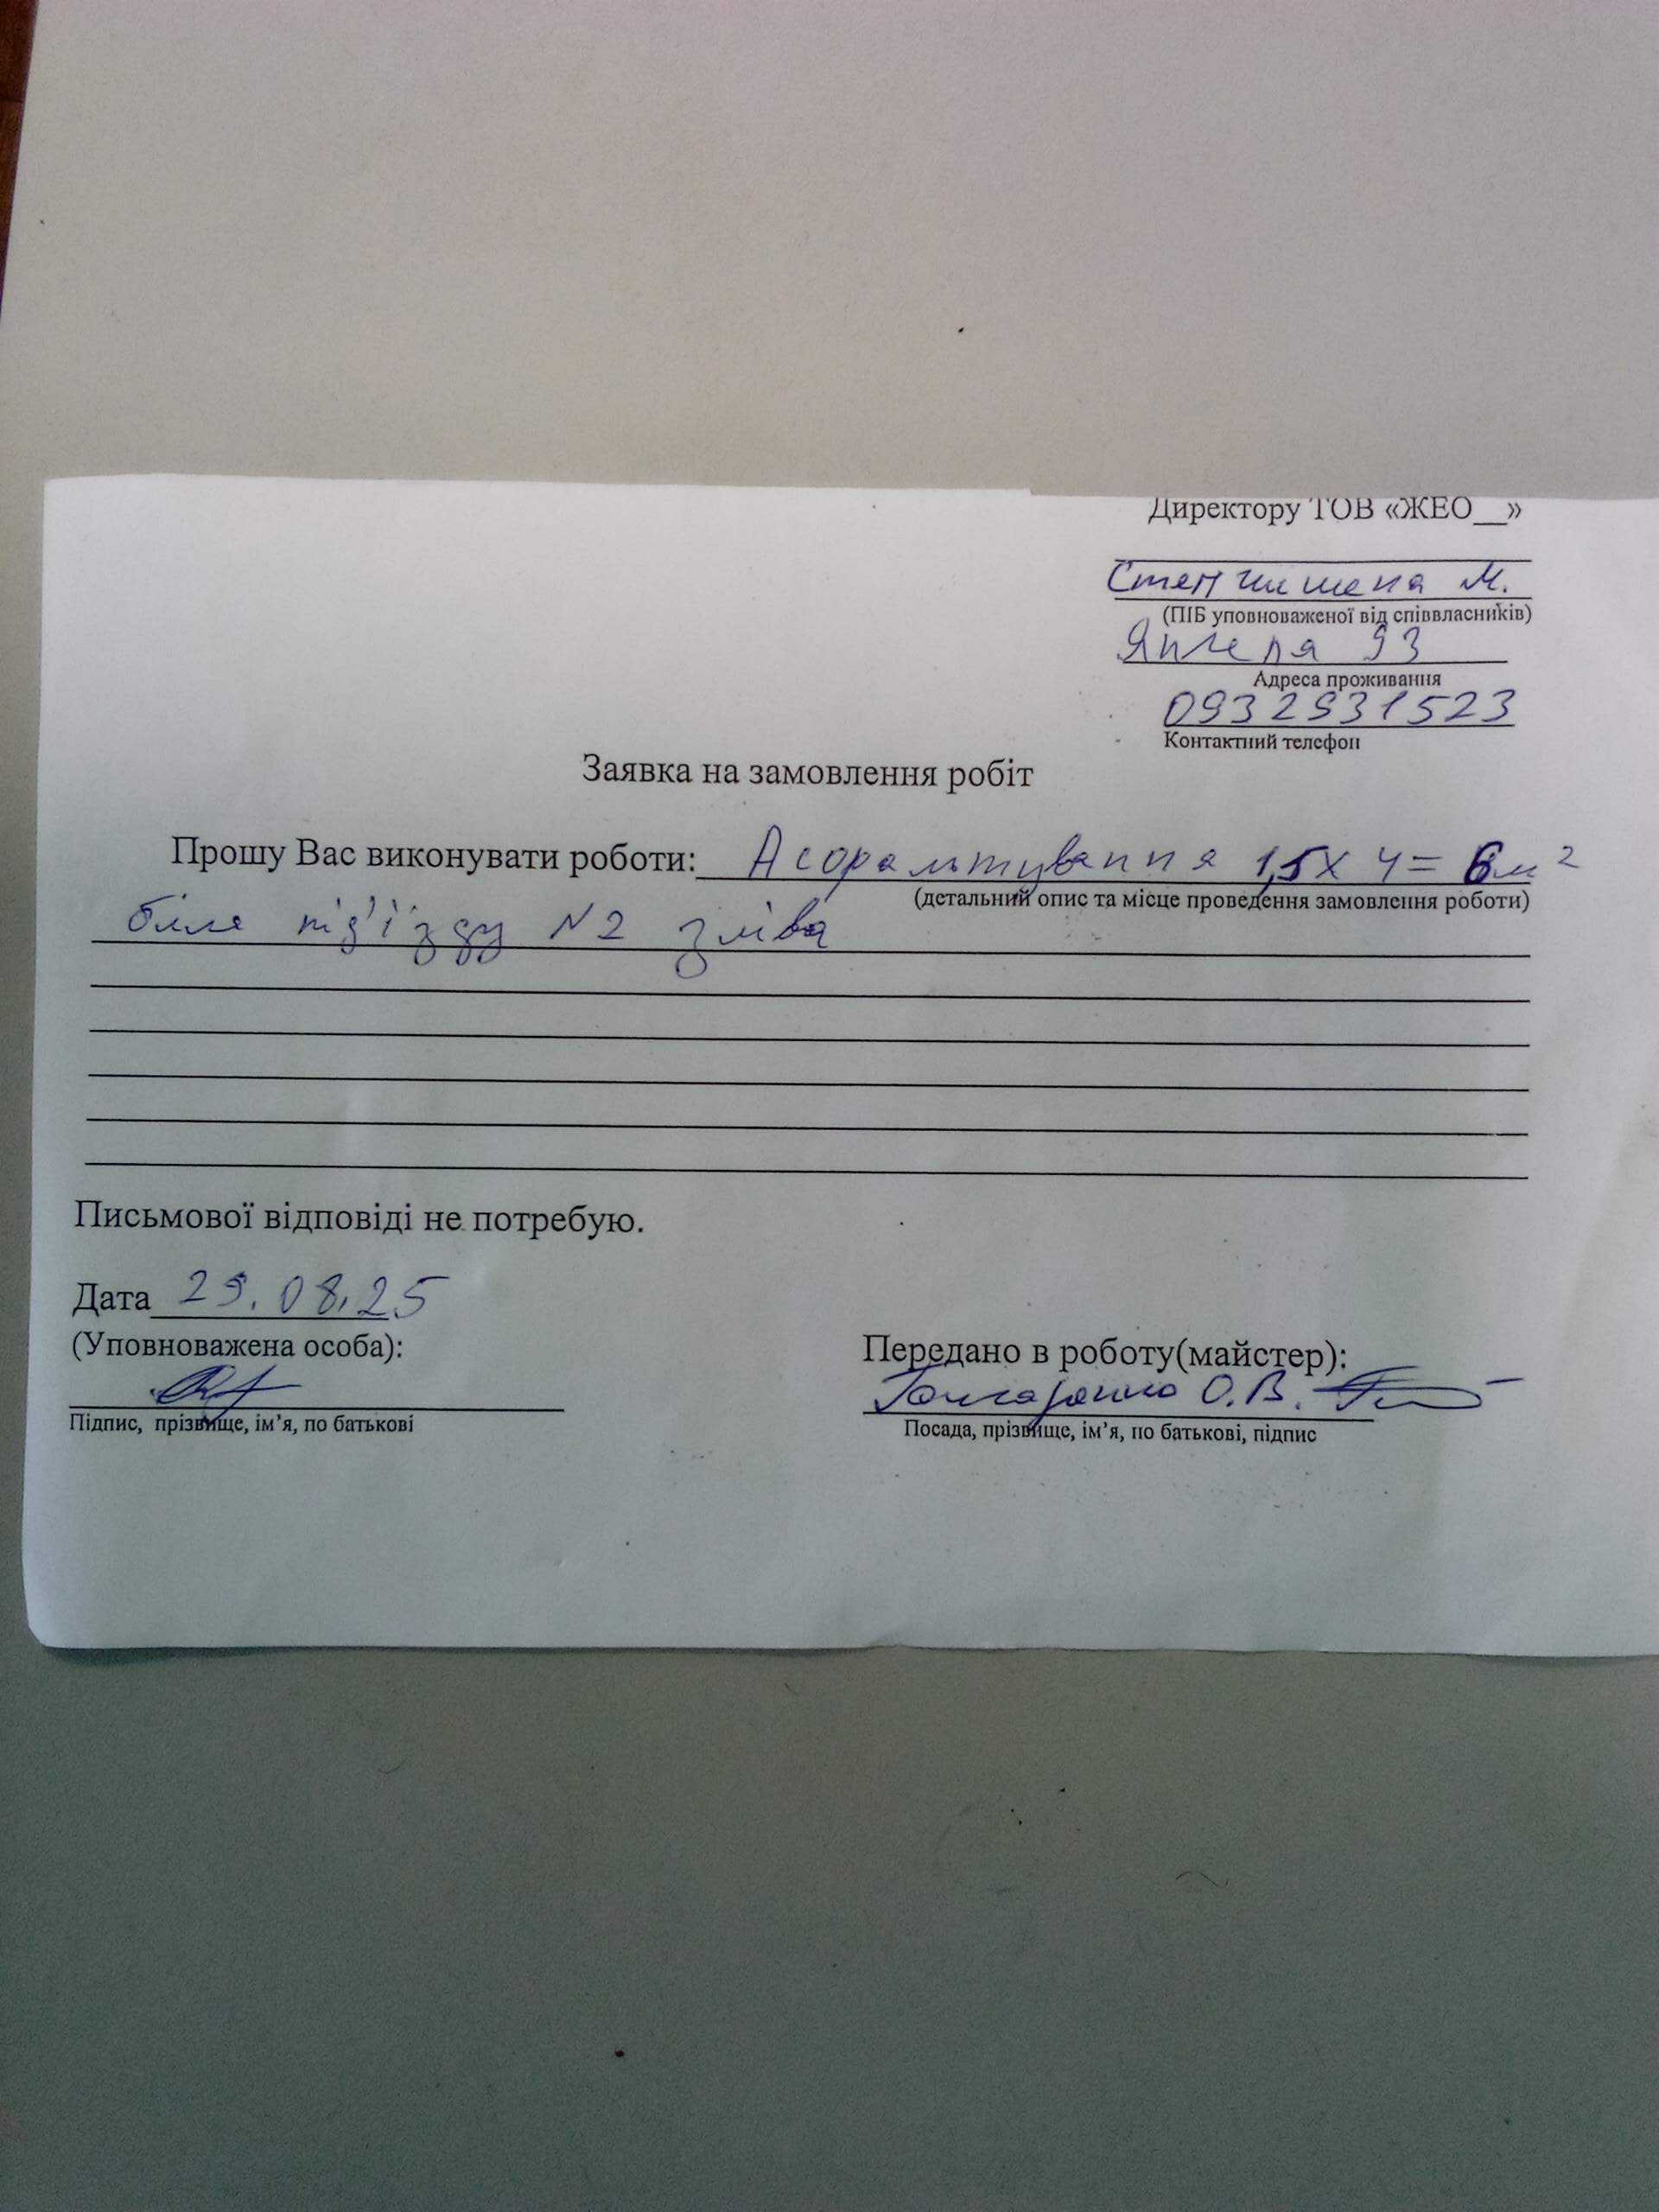 Директору ТОВ «ЖЕО__»
Стенчишена М.
(ПІБ уповноваженої від співвласників)
Янгеля 93
Адреса проживання
0932931523
Контактний телефон
Заявка на замовлення робіт
Прошу Вас виконувати роботи: Асфальтування 1,5х4=6м²
(детальний опис та місце проведення замовлення роботи)
біля під'їзду N2 зліва
Письмової відповіді не потребую.
Дата 29.08.25
(Уповноважена особа):
Підпис, прізвище, ім'я, по батькові
Передано в роботу(майстер):
Гончаренко О.В.
Посада, прізвище, ім'я, по батькові, підпис